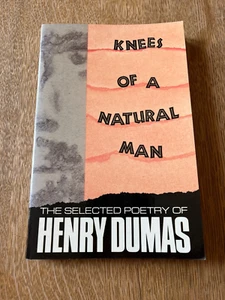 KNEES
OF A
NATURAL
MAN
THE SELECTED POETRY OF
HENRY DUMAS